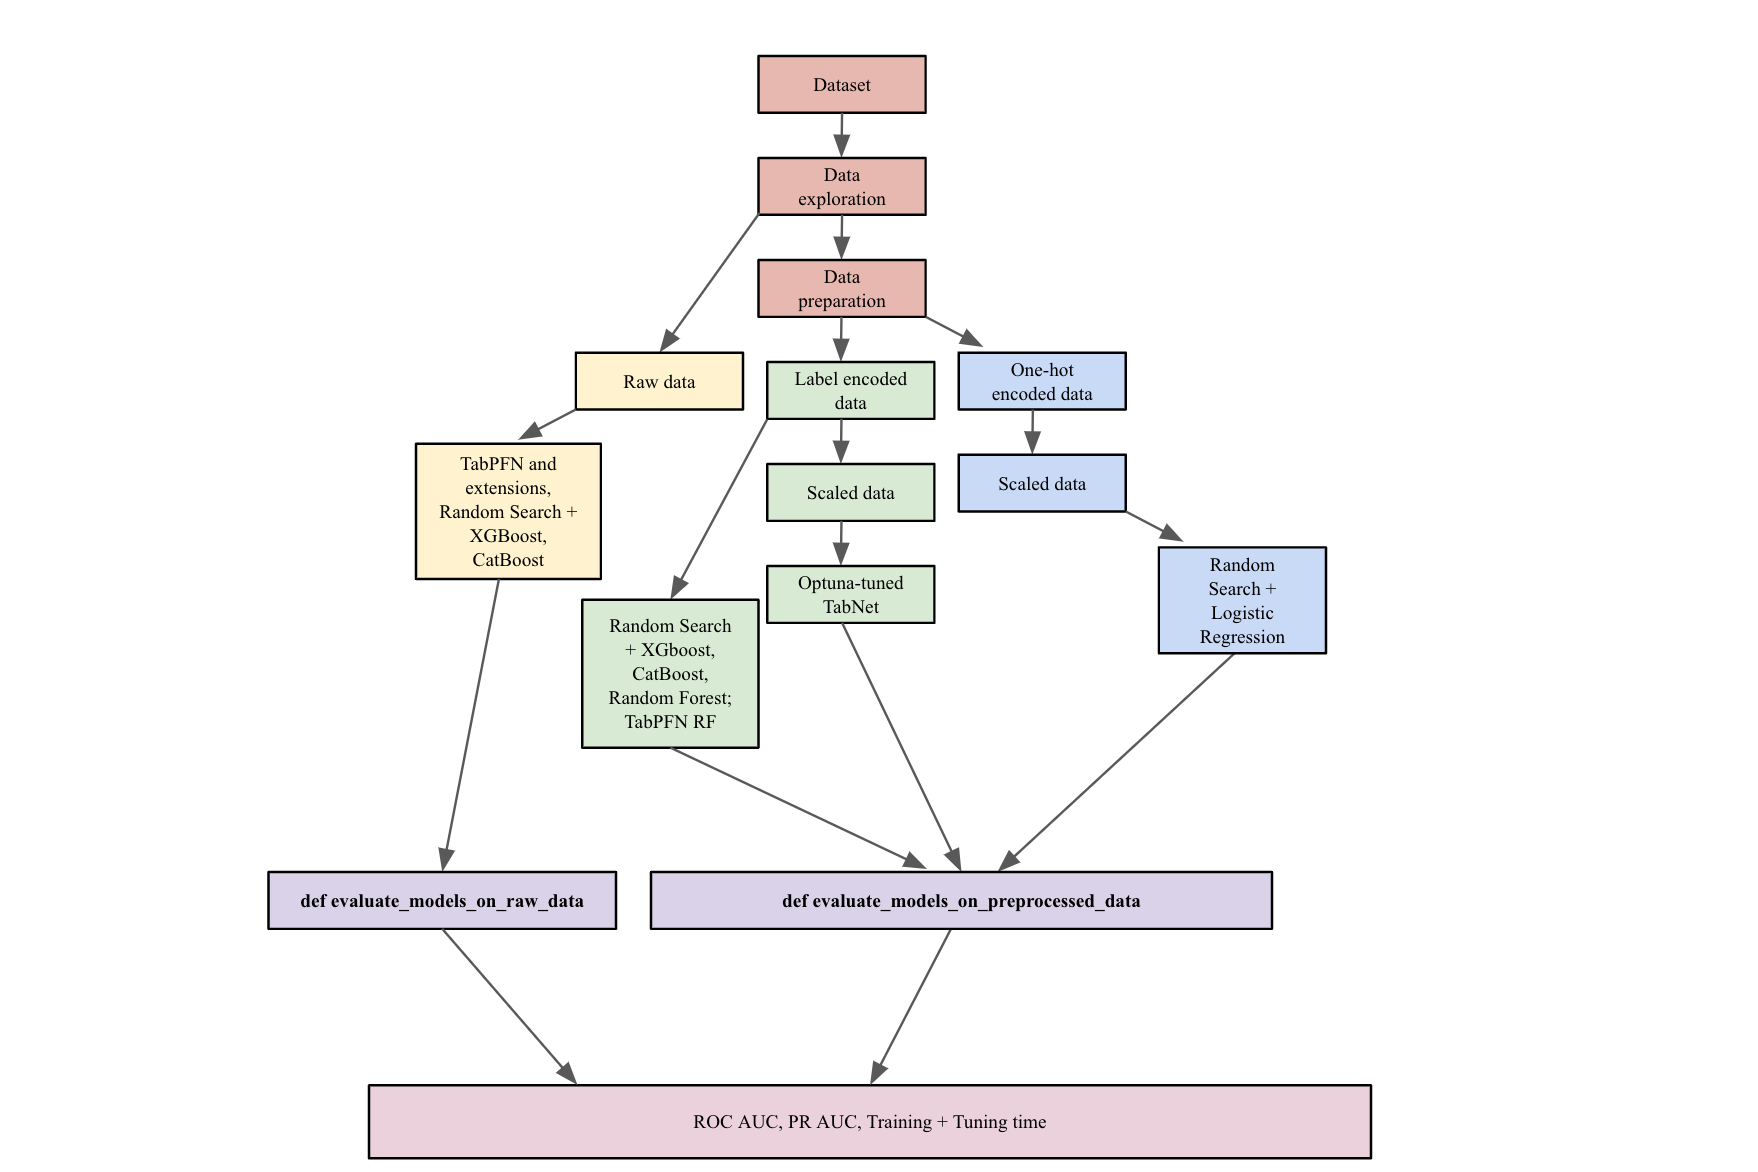 Dataset
Data
exploration
Data
preparation
Raw data
Label encoded
data
One-hot
encoded data
TabPFN and
extensions,
Random Search +
XGBoost,
CatBoost
Scaled data
Scaled data
Optuna-tuned
TabNet
Random
Search +
Logistic
Regression
Random Search
+ XGboost,
CatBoost,
Random Forest;
TabPFN RF
def evaluate_models_on_raw_data
def evaluate_models_on_preprocessed_data
ROC AUC, PR AUC, Training + Tuning time